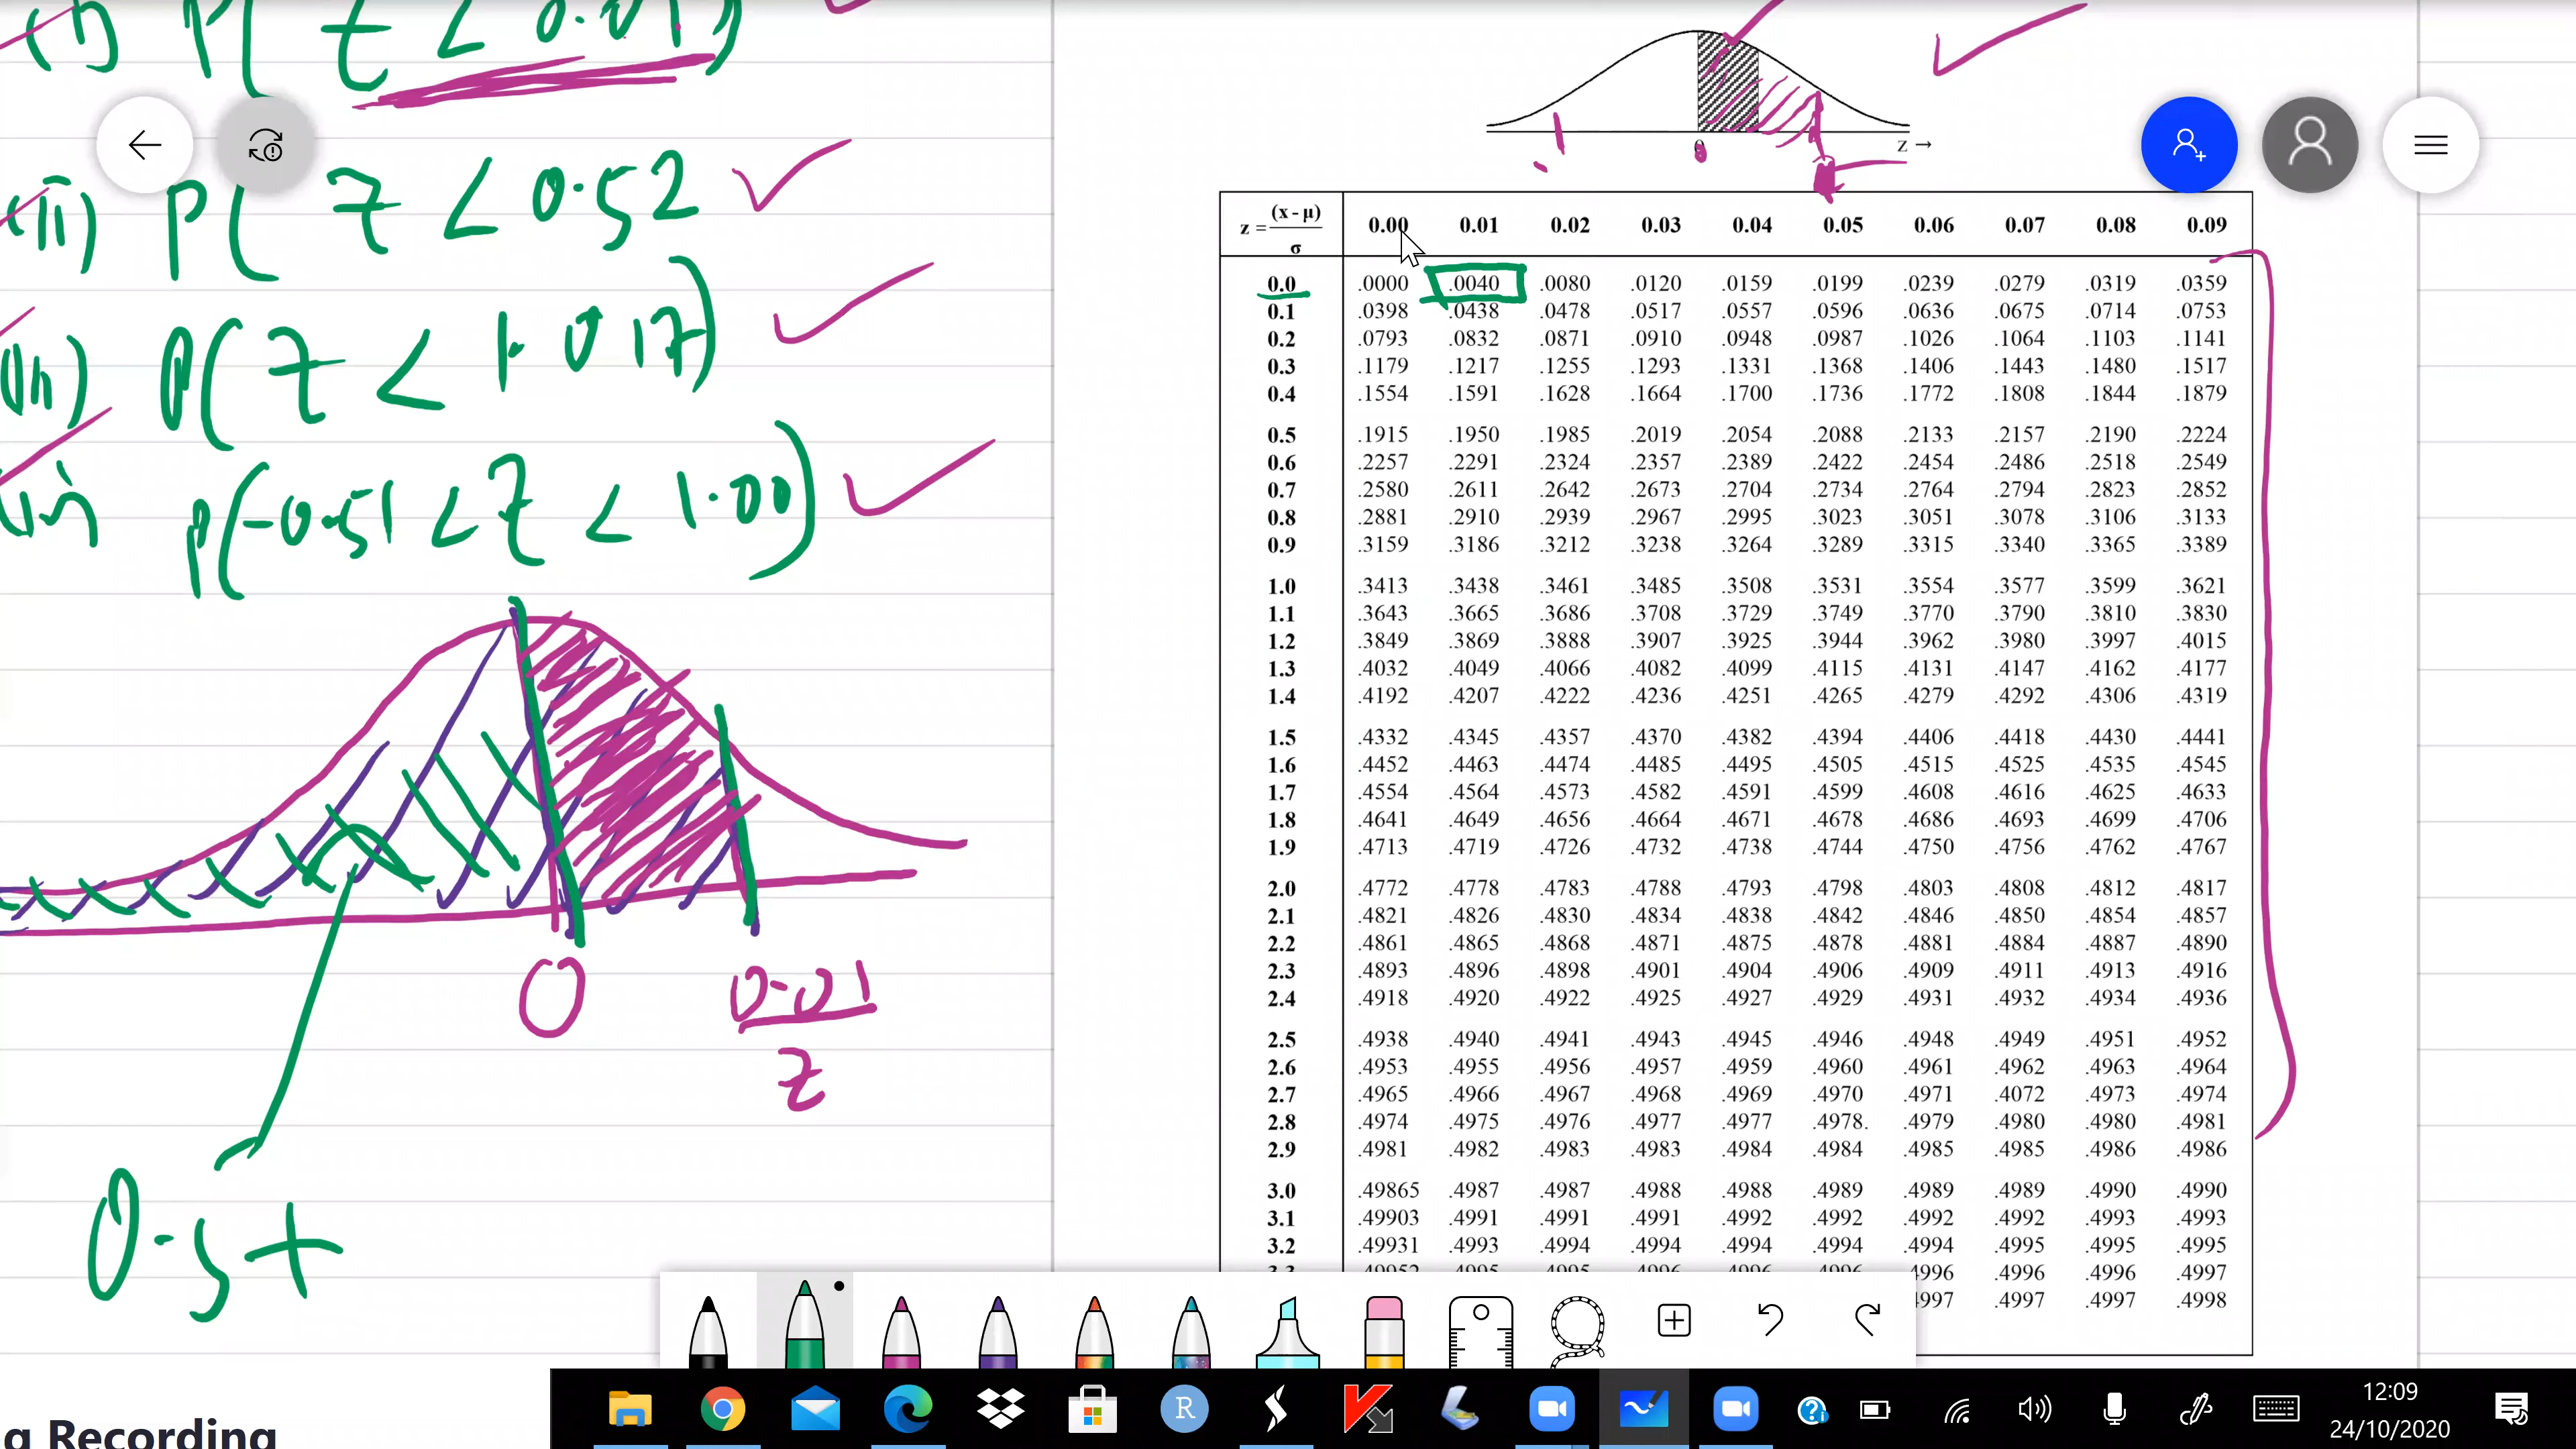 (i) P( Z < 0.01)
(ii) P( Z < 0.52
P( Z < 1.017)
P(-0.51 < Z < 1.00)
0
0.01
Z
0.5+
0
Z →
z = (x - μ) / σ 0.00 0.01 0.02 0.03 0.04 0.05 0.06 0.07 0.08 0.09
0.0 .0000 .0040 .0080 .0120 .0159 .0199 .0239 .0279 .0319 .0359
0.1 .0398 .0438 .0478 .0517 .0557 .0596 .0636 .0675 .0714 .0753
0.2 .0793 .0832 .0871 .0910 .0948 .0987 .1026 .1064 .1103 .1141
0.3 .1179 .1217 .1255 .1293 .1331 .1368 .1406 .1443 .1480 .1517
0.4 .1554 .1591 .1628 .1664 .1700 .1736 .1772 .1808 .1844 .1879
0.5 .1915 .1950 .1985 .2019 .2054 .2088 .2133 .2157 .2190 .2224
0.6 .2257 .2291 .2324 .2357 .2389 .2422 .2454 .2486 .2518 .2549
0.7 .2580 .2611 .2642 .2673 .2704 .2734 .2764 .2794 .2823 .2852
0.8 .2881 .2910 .2939 .2967 .2995 .3023 .3051 .3078 .3106 .3133
0.9 .3159 .3186 .3212 .3238 .3264 .3289 .3315 .3340 .3365 .3389
1.0 .3413 .3438 .3461 .3485 .3508 .3531 .3554 .3577 .3599 .3621
1.1 .3643 .3665 .3686 .3708 .3729 .3749 .3770 .3790 .3810 .3830
1.2 .3849 .3869 .3888 .3907 .3925 .3944 .3962 .3980 .3997 .4015
1.3 .4032 .4049 .4066 .4082 .4099 .4115 .4131 .4147 .4162 .4177
1.4 .4192 .4207 .4222 .4236 .4251 .4265 .4279 .4292 .4306 .4319
1.5 .4332 .4345 .4357 .4370 .4382 .4394 .4406 .4418 .4430 .4441
1.6 .4452 .4463 .4474 .4485 .4495 .4505 .4515 .4525 .4535 .4545
1.7 .4554 .4564 .4573 .4582 .4591 .4599 .4608 .4616 .4625 .4633
1.8 .4641 .4649 .4656 .4664 .4671 .4678 .4686 .4693 .4699 .4706
1.9 .4713 .4719 .4726 .4732 .4738 .4744 .4750 .4756 .4762 .4767
2.0 .4772 .4778 .4783 .4788 .4793 .4798 .4803 .4808 .4812 .4817
2.1 .4821 .4826 .4830 .4834 .4838 .4842 .4846 .4850 .4854 .4857
2.2 .4861 .4865 .4868 .4871 .4875 .4878 .4881 .4884 .4887 .4890
2.3 .4893 .4896 .4898 .4901 .4904 .4906 .4909 .4911 .4913 .4916
2.4 .4918 .4920 .4922 .4925 .4927 .4929 .4931 .4932 .4934 .4936
2.5 .4938 .4940 .4941 .4943 .4945 .4946 .4948 .4949 .4951 .4952
2.6 .4953 .4955 .4956 .4957 .4959 .4960 .4961 .4962 .4963 .4964
2.7 .4965 .4966 .4967 .4968 .4969 .4970 .4971 .4072 .4973 .4974
2.8 .4974 .4975 .4976 .4977 .4977 .4978. .4979 .4980 .4980 .4981
2.9 .4981 .4982 .4983 .4983 .4984 .4984 .4985 .4985 .4986 .4986
3.0 .49865 .4987 .4987 .4988 .4988 .4989 .4989 .4989 .4990 .4990
3.1 .49903 .4991 .4991 .4991 .4992 .4992 .4992 .4992 .4993 .4993
3.2 .49931 .4993 .4994 .4994 .4994 .4994 .4994 .4995 .4995 .4995
4996 .4996 .4996 .4997
4997 .4997 .4997 .4998
g Recording
R
12:09
24/10/2020